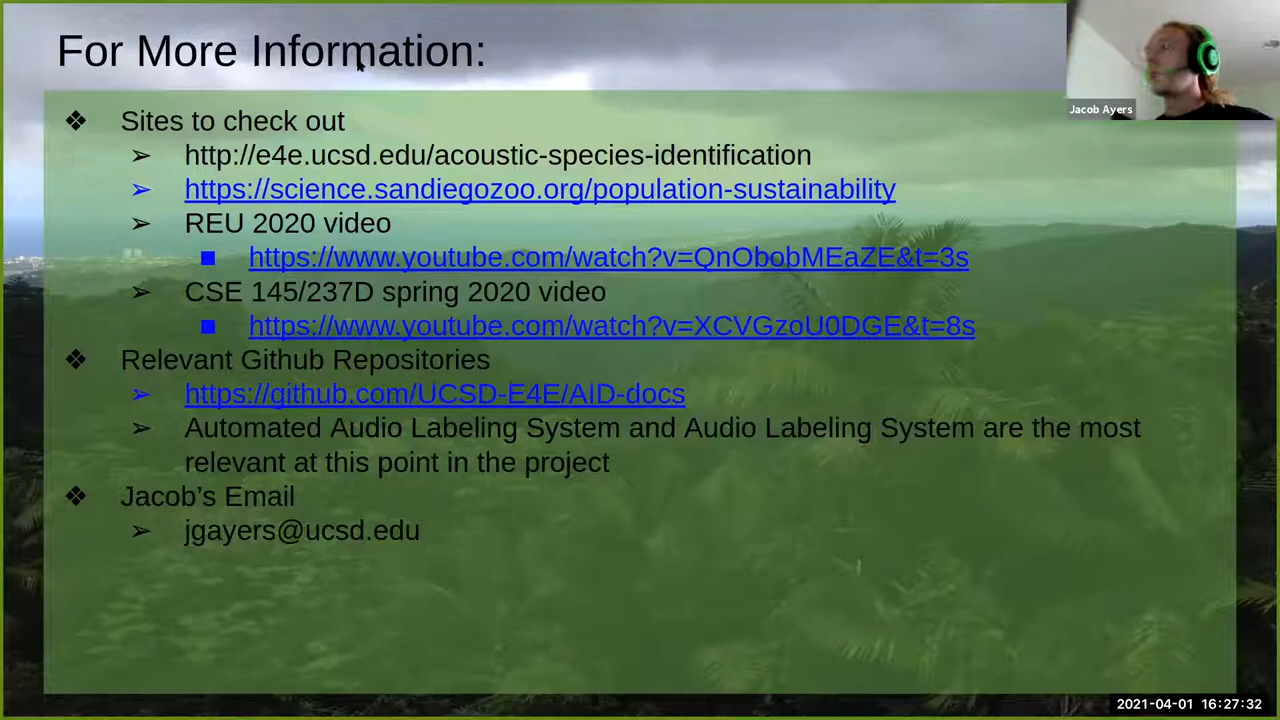 For More Information:
Jacob Ayers
❖ Sites to check out
➢ http://e4e.ucsd.edu/acoustic-species-identification
➢ https://science.sandiegozoo.org/population-sustainability
➢ REU 2020 video
■ https://www.youtube.com/watch?v=QnObobMEaZE&t=3s
➢ CSE 145/237D spring 2020 video
■ https://www.youtube.com/watch?v=XCVGzoU0DGE&t=8s
❖ Relevant Github Repositories
➢ https://github.com/UCSD-E4E/AID-docs
➢ Automated Audio Labeling System and Audio Labeling System are the most
relevant at this point in the project
❖ Jacob’s Email
➢ jgayers@ucsd.edu
2021-04-01 16:27:32